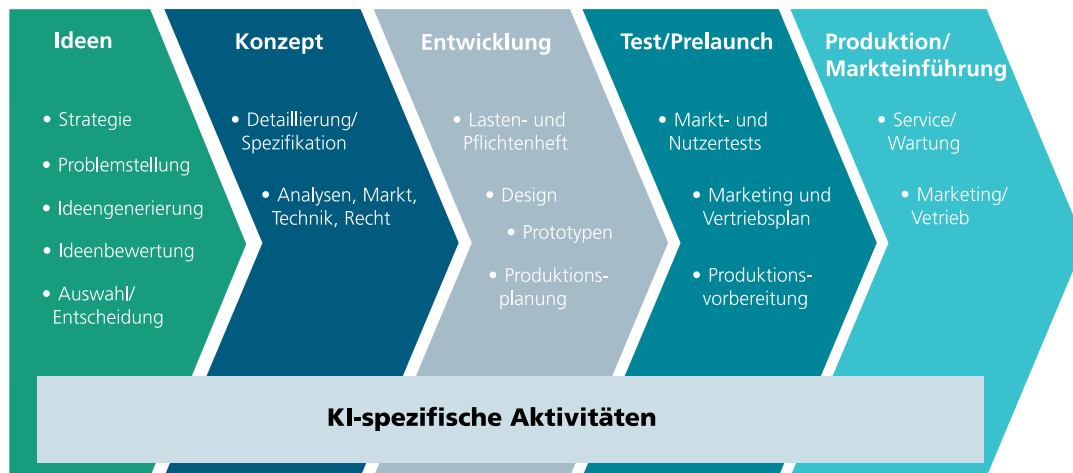 Ideen
• Strategie
• Problemstellung
• Ideengenerierung
• Ideenbewertung
• Auswahl/
Entscheidung
Konzept
• Detaillierung/
Spezifikation
• Analysen, Markt,
Technik, Recht
Entwicklung
• Lasten- und
Pflichtenheft
• Design
• Prototypen
• Produktions-
planung
Test/Prelaunch
• Markt- und
Nutzertests
• Marketing und
Vertriebsplan
• Produktions-
vorbereitung
Produktion/
Markteinführung
• Service/
Wartung
• Marketing/
Vetrieb
KI-spezifische Aktivitäten